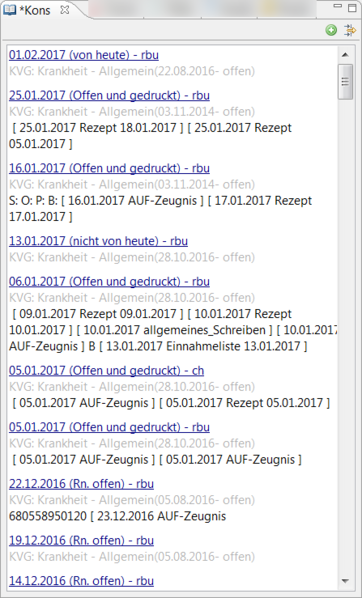 *Kons
01.02.2017 (von heute) - rbu
KVG: Krankheit - Allgemein(22.08.2016- offen)
25.01.2017 (Offen und gedruckt) - rbu
KVG: Krankheit - Allgemein(03.11.2014- offen)
[ 25.01.2017 Rezept 18.01.2017 ] [ 25.01.2017 Rezept
05.01.2017 ]
16.01.2017 (Offen und gedruckt) - rbu
KVG: Krankheit - Allgemein(03.11.2014- offen)
S: O: P: B: [ 16.01.2017 AUF-Zeugnis ] [ 17.01.2017 Rezept
17.01.2017 ]
13.01.2017 (nicht von heute) - rbu
KVG: Krankheit - Allgemein(28.10.2016- offen)
06.01.2017 (Offen und gedruckt) - rbu
KVG: Krankheit - Allgemein(28.10.2016- offen)
[ 09.01.2017 Rezept 09.01.2017 ] [ 10.01.2017 Rezept
10.01.2017 ] [ 10.01.2017 allgemeines_Schreiben ] [ 10.01.2017
AUF-Zeugnis ] B [ 13.01.2017 Einnahmeliste 13.01.2017 ]
05.01.2017 (Offen und gedruckt) - ch
KVG: Krankheit - Allgemein(28.10.2016- offen)
[ 05.01.2017 AUF-Zeugnis ] [ 05.01.2017 Rezept 05.01.2017 ]
05.01.2017 (Offen und gedruckt) - rbu
KVG: Krankheit - Allgemein(28.10.2016- offen)
[ 05.01.2017 AUF-Zeugnis ] [ 05.01.2017 AUF-Zeugnis ]
22.12.2016 (Rn. offen) - rbu
KVG: Krankheit - Allgemein(05.08.2016- offen)
680558950120 [ 23.12.2016 AUF-Zeugnis
19.12.2016 (Rn. offen) - rbu
KVG: Krankheit - Allgemein(05.08.2016- offen)
14.12.2016 (Rn. offen) - rbu